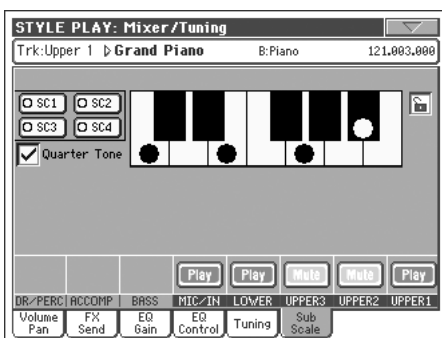 STYLE PLAY: Mixer/Tuning
Trk:Upper 1 Grand Piano B:Piano 121.003.000
SC1 SC2
SC3 SC4
Quarter Tone
Play Play Mute Mute Play
DR/PERC ACCOMP BASS MIC/IN LOWER UPPER3 UPPER2 UPPER1
Volume Pan FX Send EQ Gain EQ Control Tuning Sub Scale